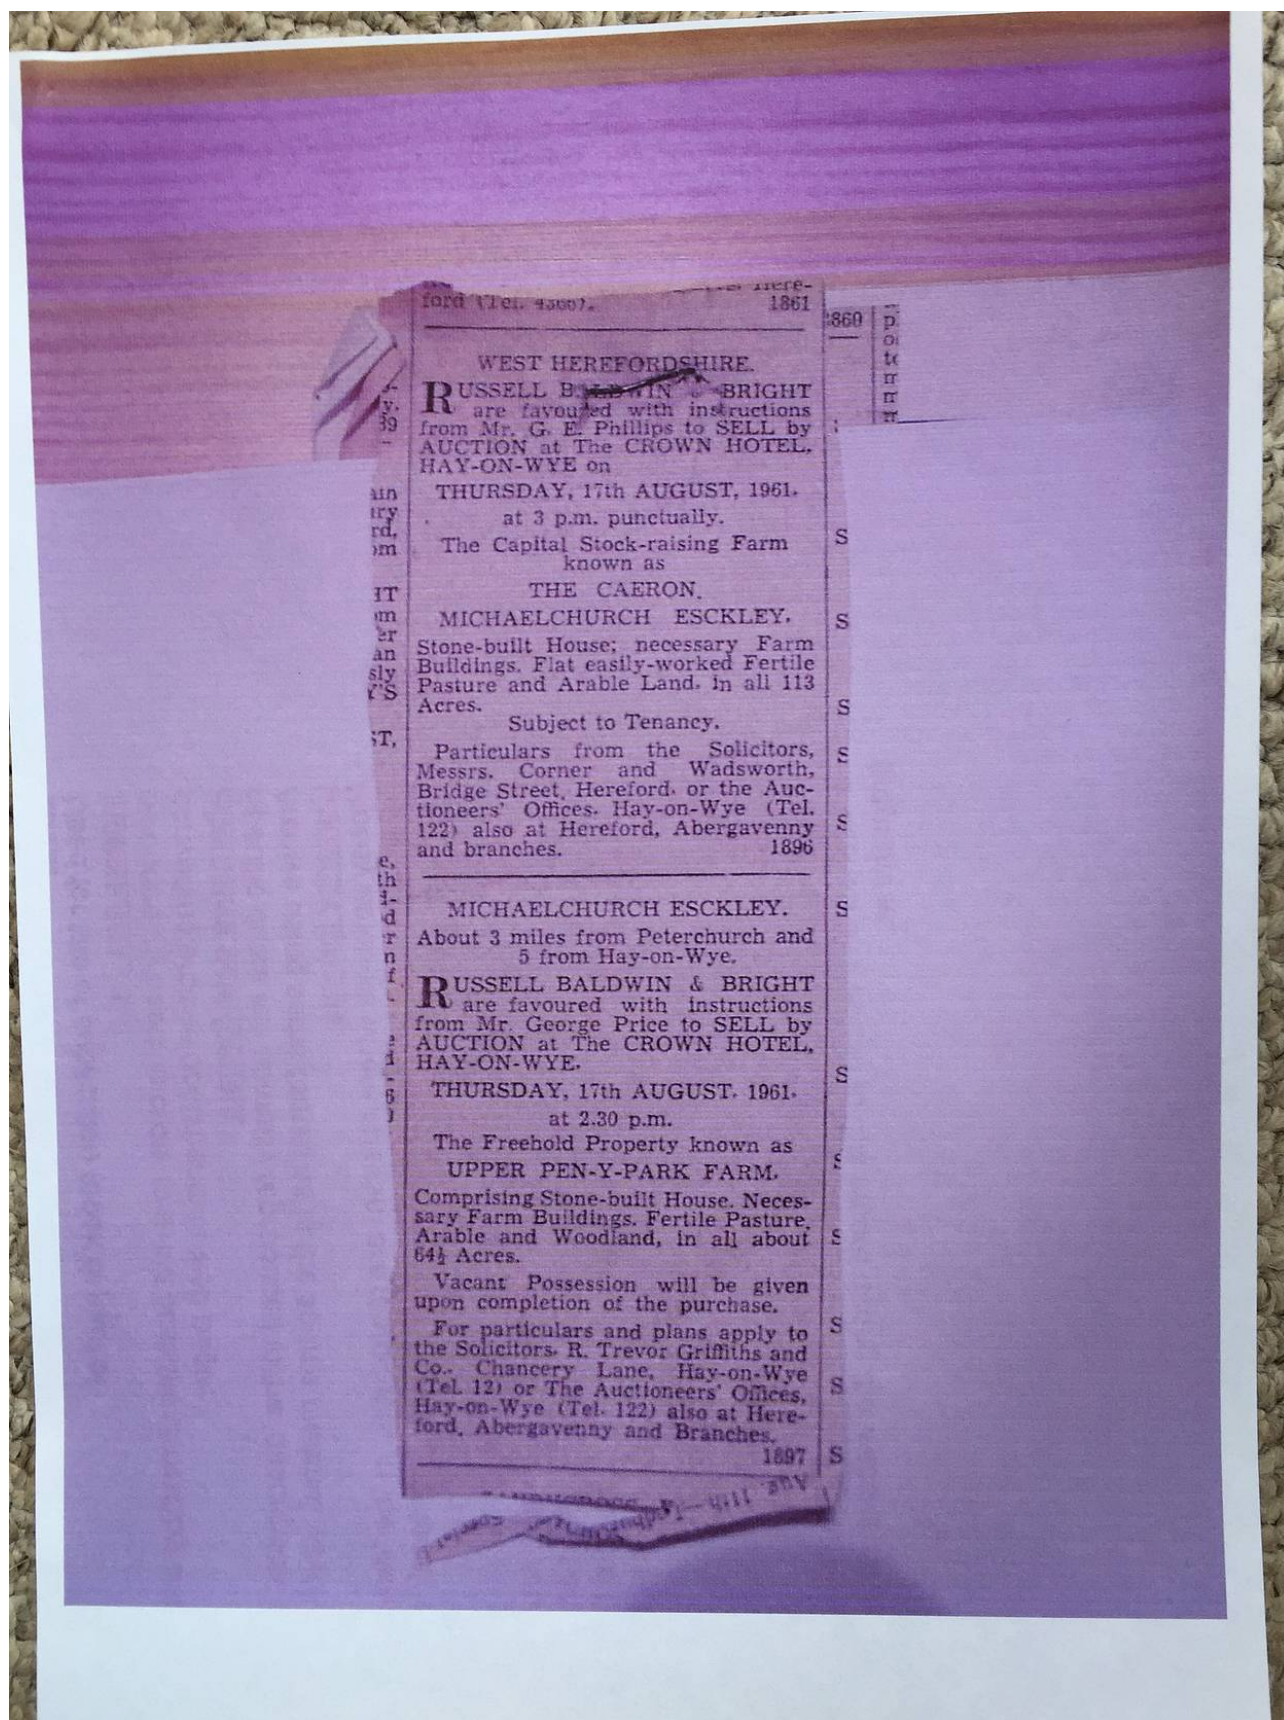 ford (Tel. 4366). 1861
WEST HEREFORDSHIRE.
RUSSELL BALDWIN & BRIGHT
are favoured with instructions
from Mr. G. E. Phillips to SELL by
AUCTION at The CROWN HOTEL,
HAY-ON-WYE on
THURSDAY, 17th AUGUST, 1961.
at 3 p.m. punctually.
The Capital Stock-raising Farm
known as
THE CAERON.
MICHAELCHURCH ESCKLEY.
Stone-built House; necessary Farm
Buildings. Flat easily-worked Fertile
Pasture and Arable Land. in all 113
Acres.
Subject to Tenancy.
Particulars from the Solicitors,
Messrs. Corner and Wadsworth,
Bridge Street, Hereford. or the Auc-
tioneers' Offices. Hay-on-Wye (Tel.
122) also at Hereford, Abergavenny
and branches. 1896
MICHAELCHURCH ESCKLEY.
About 3 miles from Peterchurch and
5 from Hay-on-Wye.
RUSSELL BALDWIN & BRIGHT
are favoured with instructions
from Mr. George Price to SELL by
AUCTION at The CROWN HOTEL,
HAY-ON-WYE.
THURSDAY, 17th AUGUST. 1961.
at 2.30 p.m.
The Freehold Property known as
UPPER PEN-Y-PARK FARM.
Comprising Stone-built House. Neces-
sary Farm Buildings. Fertile Pasture,
Arable and Woodland, in all about
64½ Acres.
Vacant Possession will be given
upon completion of the purchase.
For particulars and plans apply to
the Solicitors. R. Trevor Griffiths and
Co.. Chancery Lane, Hay-on-Wye
(Tel. 12) or The Auctioneers' Offices,
Hay-on-Wye (Tel. 122) also at Here-
ford, Abergavenny and Branches.
1897
Aug. 11th